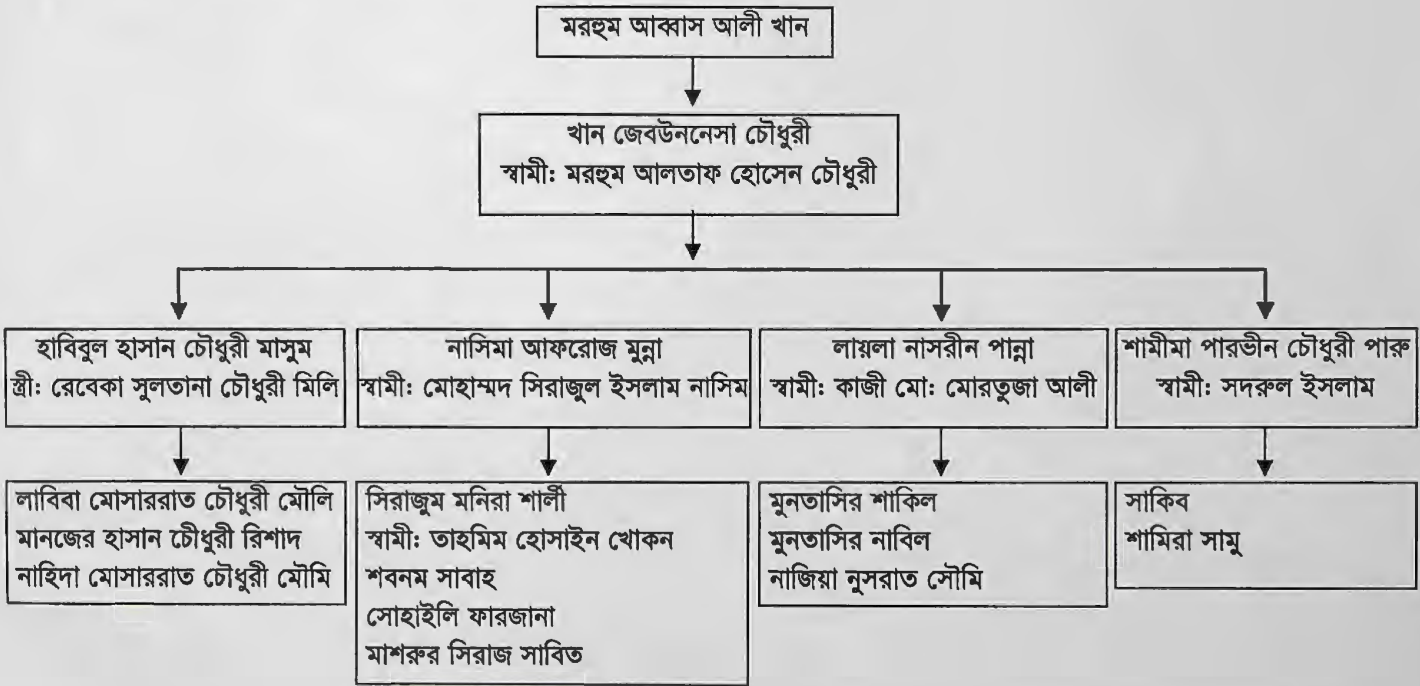 মরহুম আব্বাস আলী খান
খান জেবউননেসা চৌধুরী
স্বামী: মরহুম আলতাফ হোসেন চৌধুরী
হাবিবুল হাসান চৌধুরী মাসুম
স্ত্রী: রেবেকা সুলতানা চৌধুরী মিলি
নাসিমা আফরোজ মুন্না
স্বামী: মোহাম্মদ সিরাজুল ইসলাম নাসিম
লায়লা নাসরীন পান্না
স্বামী: কাজী মো: মোরতুজা আলী
শামীমা পারভীন চৌধুরী পারু
স্বামী: সদরুল ইসলাম
লাবিবা মোসাররাত চৌধুরী মৌলি
মানজের হাসান চৌধুরী রিশাদ
নাহিদা মোসাররাত চৌধুরী মৌমি
সিরাজুম মনিরা শার্লী
স্বামী: তাহমিম হোসাইন খোকন
শবনম সাবাহ
সোহাইলি ফারজানা
মাশরুর সিরাজ সাবিত
মুনতাসির শাকিল
মুনতাসির নাবিল
নাজিয়া নুসরাত সৌমি
সাকিব
শামিরা সামু